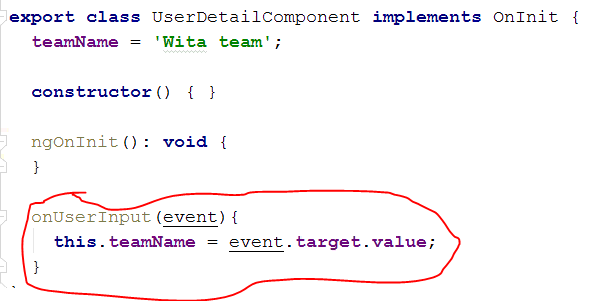 export class UserDetailComponent implements OnInit {
teamName = 'Wita team';
constructor() { }
ngOnInit(): void {
}
onUserInput(event){
this.teamName = event.target.value;
}